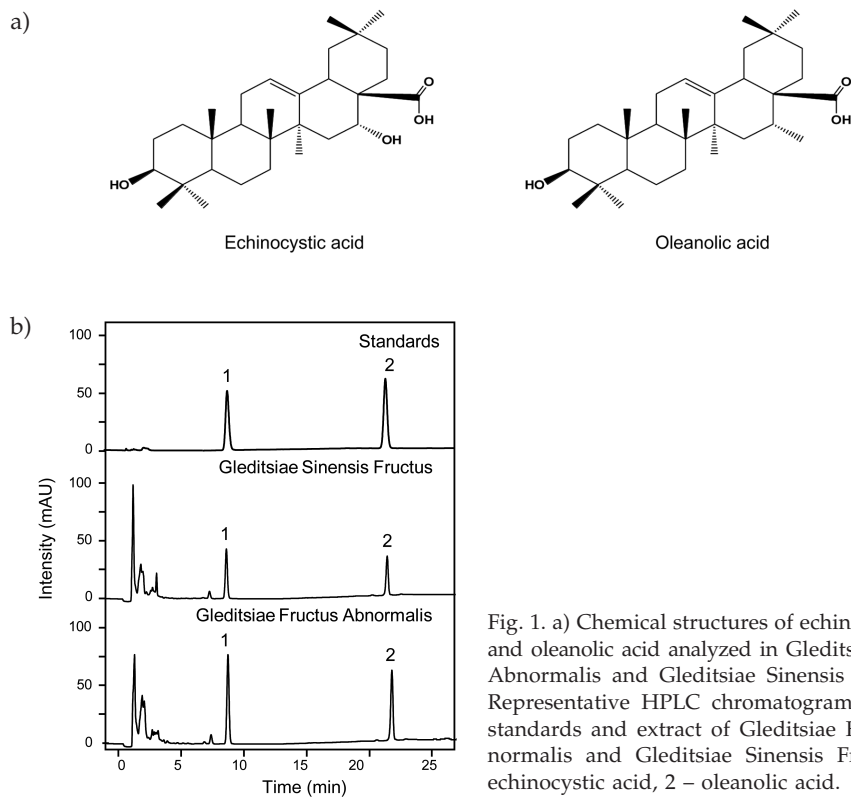 a)
O
OH
OH
HO
Echinocystic acid
O
OH
HO
Oleanolic acid
b)
Intensity (mAU)
100
50
0
Standards
1
2
100
50
0
Gleditsiae Sinensis Fructus
1
2
100
50
0
Gleditsiae Fructus Abnormalis
1
2
0 5 10 15 20 25
Time (min)
Fig. 1. a) Chemical structures of echin
and oleanolic acid analyzed in Gledits
Abnormalis and Gleditsiae Sinensis
Representative HPLC chromatogram
standards and extract of Gleditsiae
normalis and Gleditsiae Sinensis Fr
echinocystic acid, 2 – oleanolic acid.